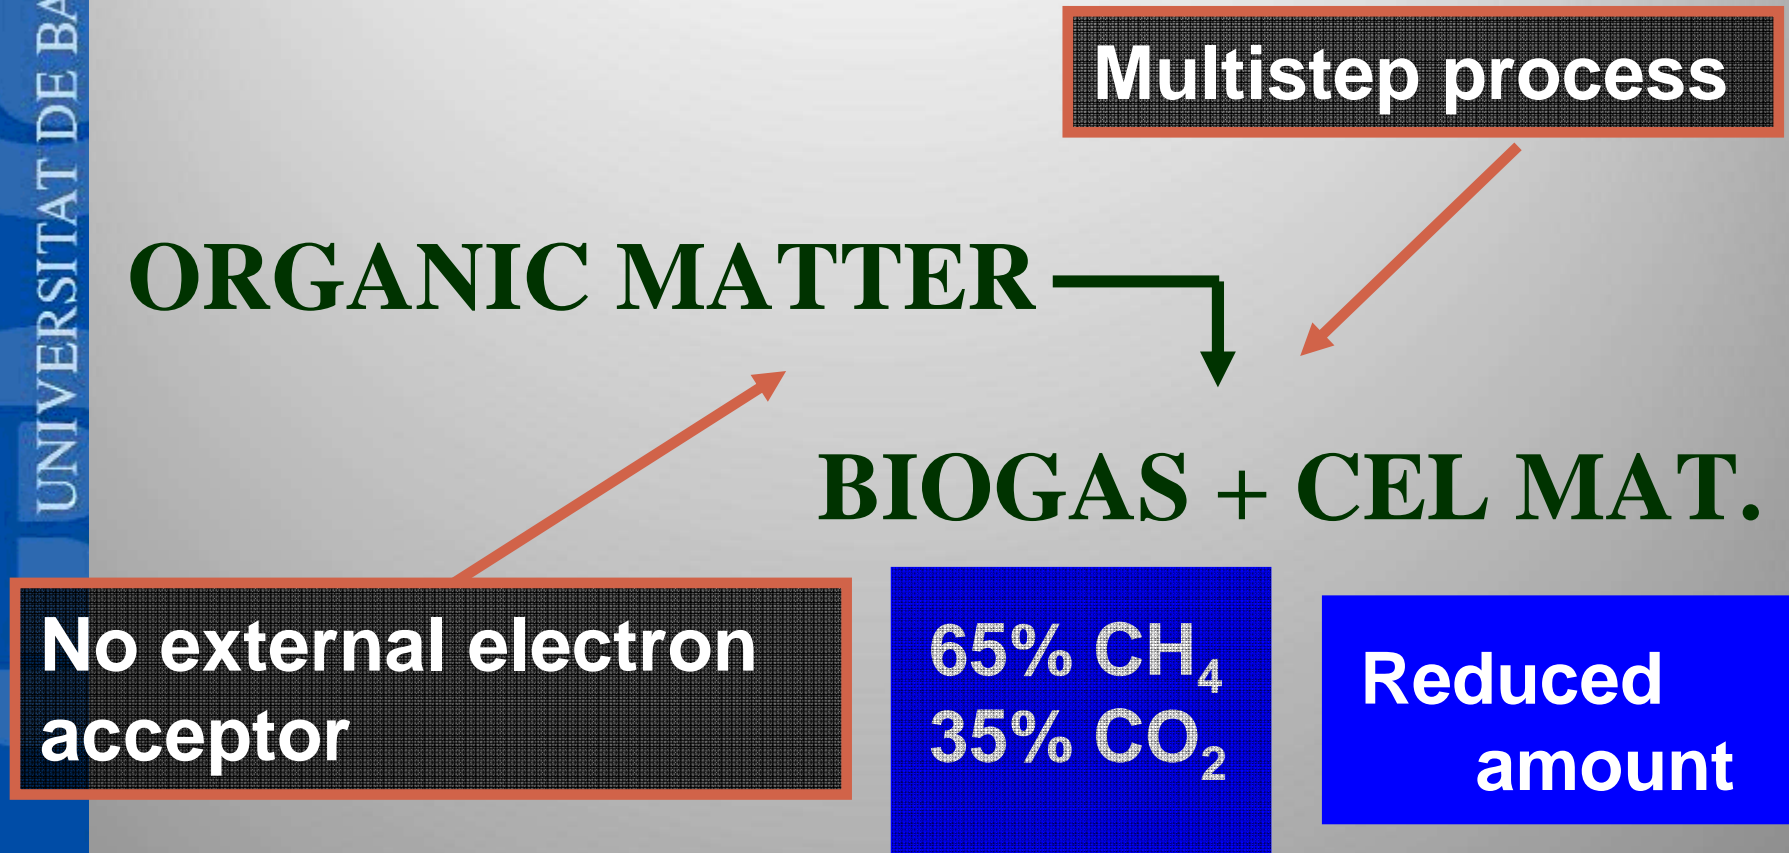 UNIVERSITAT DE BA
Multistep process
ORGANIC MATTER
BIOGAS + CEL MAT.
No external electron
acceptor
65% CH₄
35% CO₂
Reduced
amount